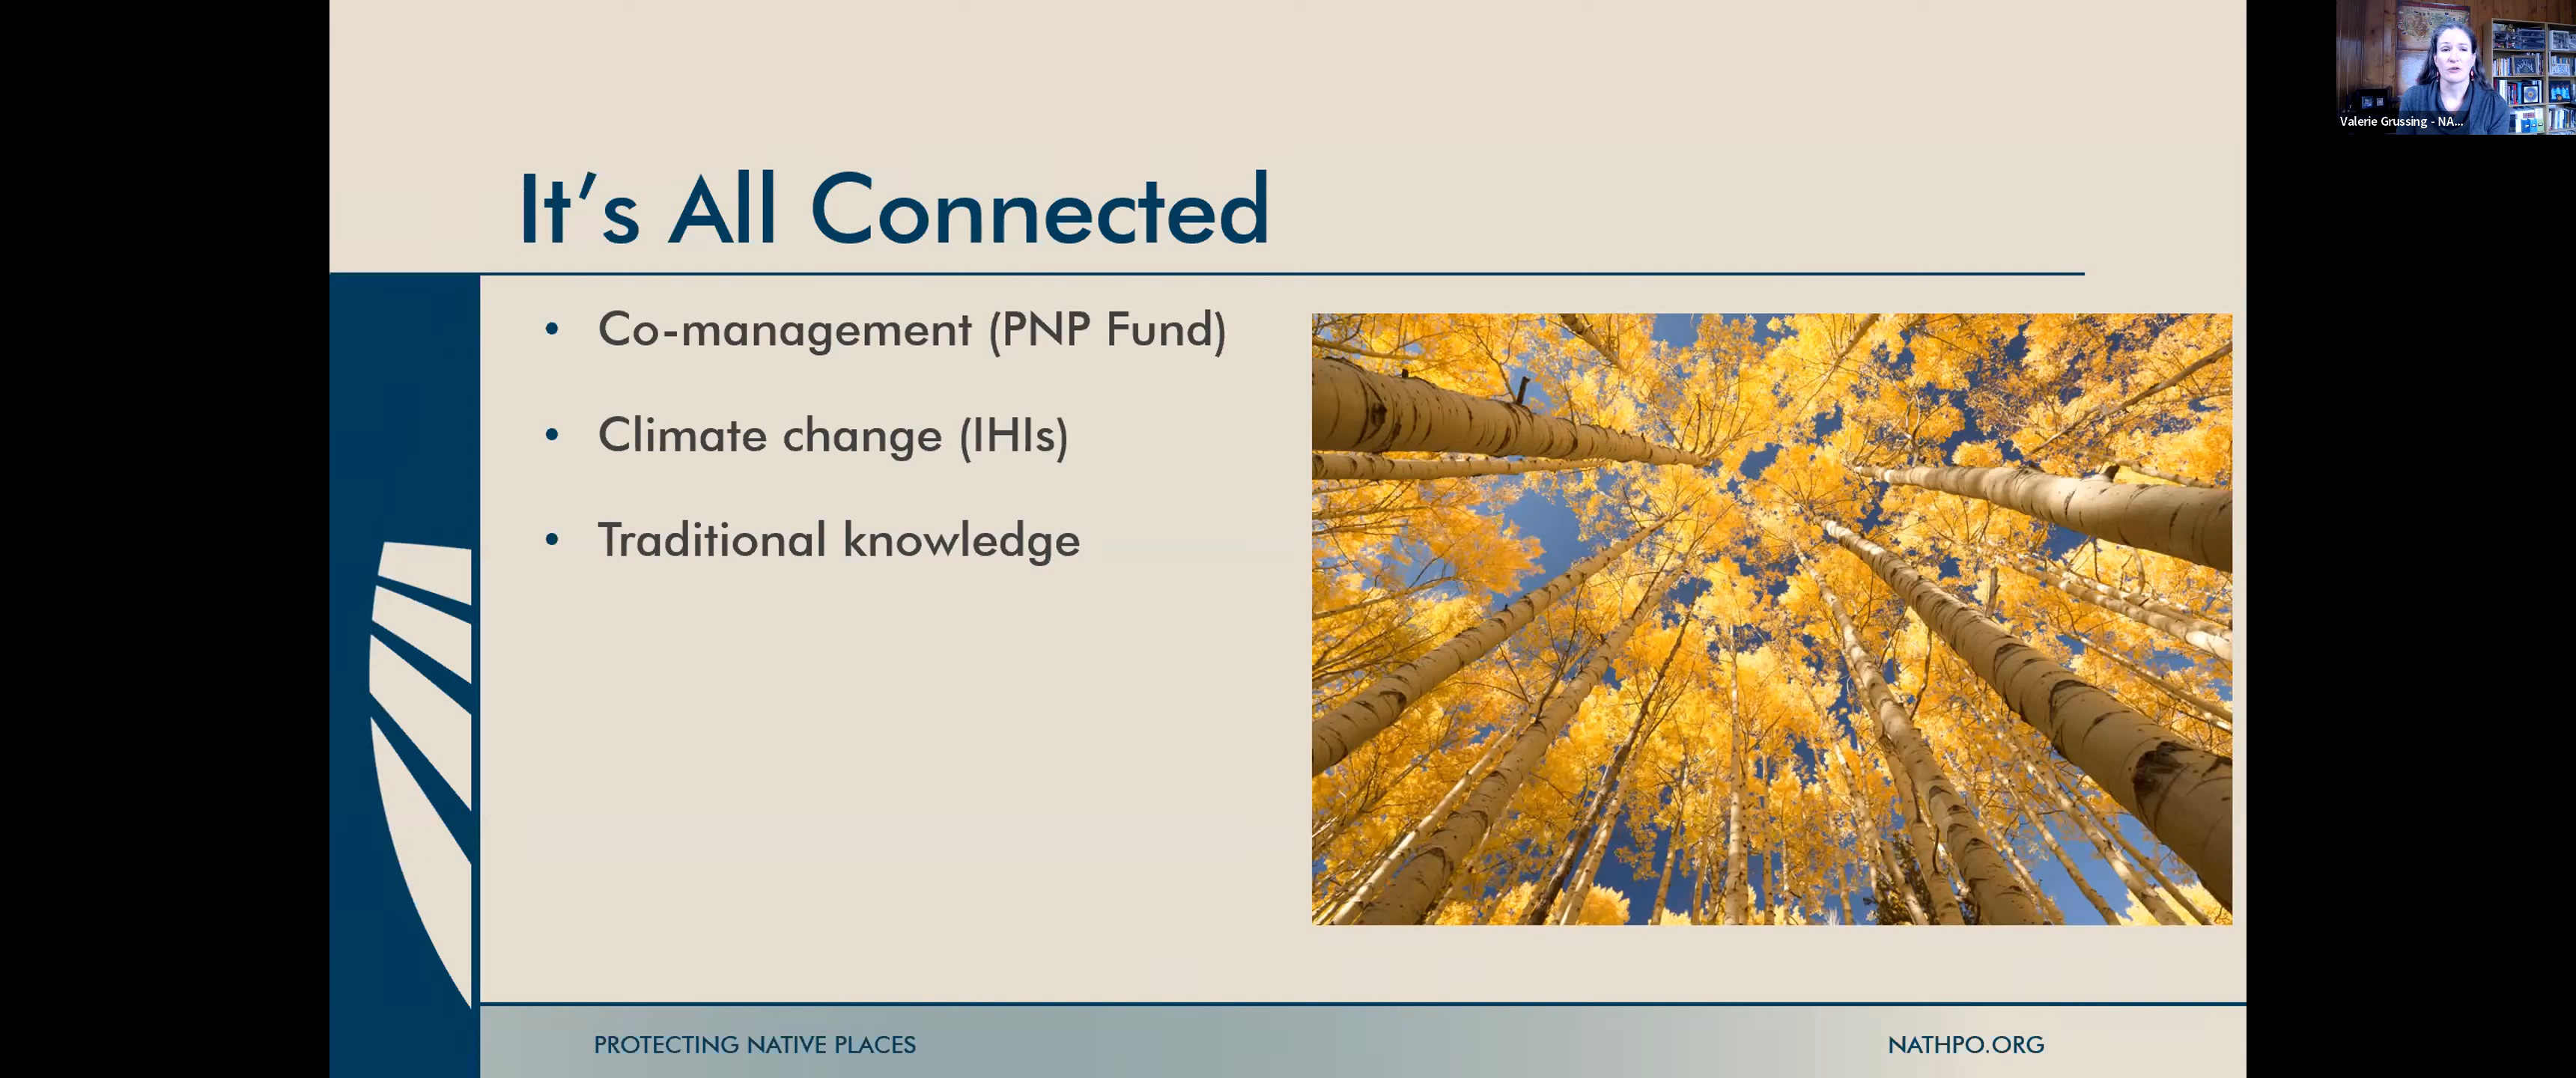 Valerie Grussing - NA...
It’s All Connected
• Co-management (PNP Fund)
• Climate change (IHIs)
• Traditional knowledge
PROTECTING NATIVE PLACES
NATHPO.ORG